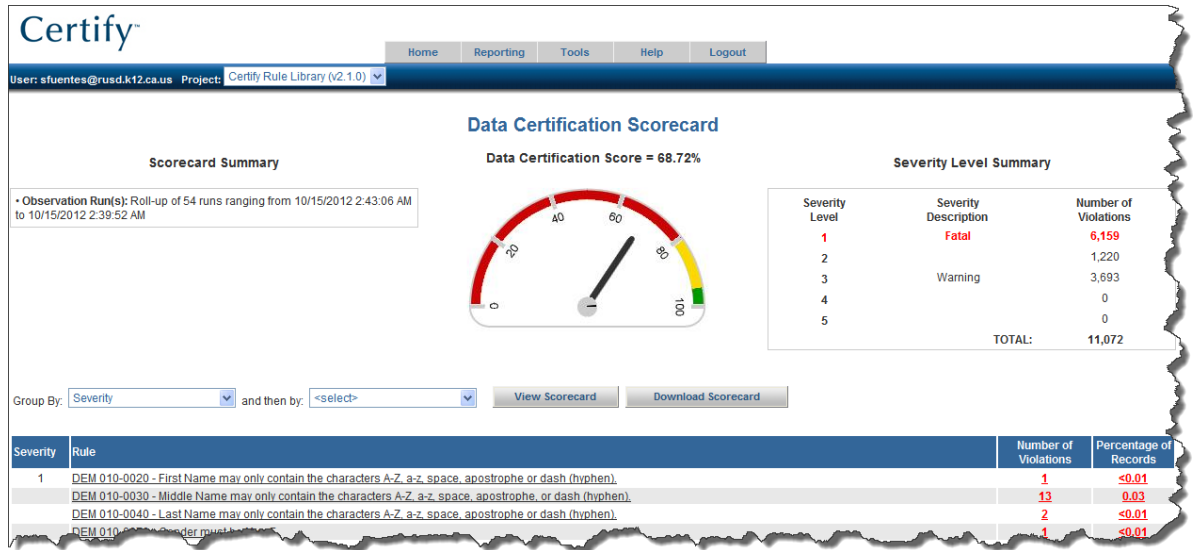 Certify™
Home Reporting Tools Help Logout
User: sfuentes@rusd.k12.ca.us Project: Certify Rule Library (v2.1.0)
Data Certification Scorecard
Scorecard Summary
• Observation Run(s): Roll-up of 54 runs ranging from 10/15/2012 2:43:06 AM
to 10/15/2012 2:39:52 AM
Data Certification Score = 68.72%
0 20 40 60 80 100
Severity Level Summary
Severity Level Severity Description Number of Violations
1 Fatal 6,159
2 1,220
3 Warning 3,693
4 0
5 0
TOTAL: 11,072
Group By: Severity and then by: <select> View Scorecard Download Scorecard
Severity Rule Number of Violations Percentage of Records
1 DEM 010-0020 - First Name may only contain the characters A-Z, a-z, space, apostrophe or dash (hyphen). 1 <0.01
DEM 010-0030 - Middle Name may only contain the characters A-Z, a-z, space, apostrophe or dash (hyphen). 13 0.03
DEM 010-0040 - Last Name may only contain the characters A-Z, a-z, space, apostrophe or dash (hyphen). 2 <0.01
DEM 010 must 1 <0.01